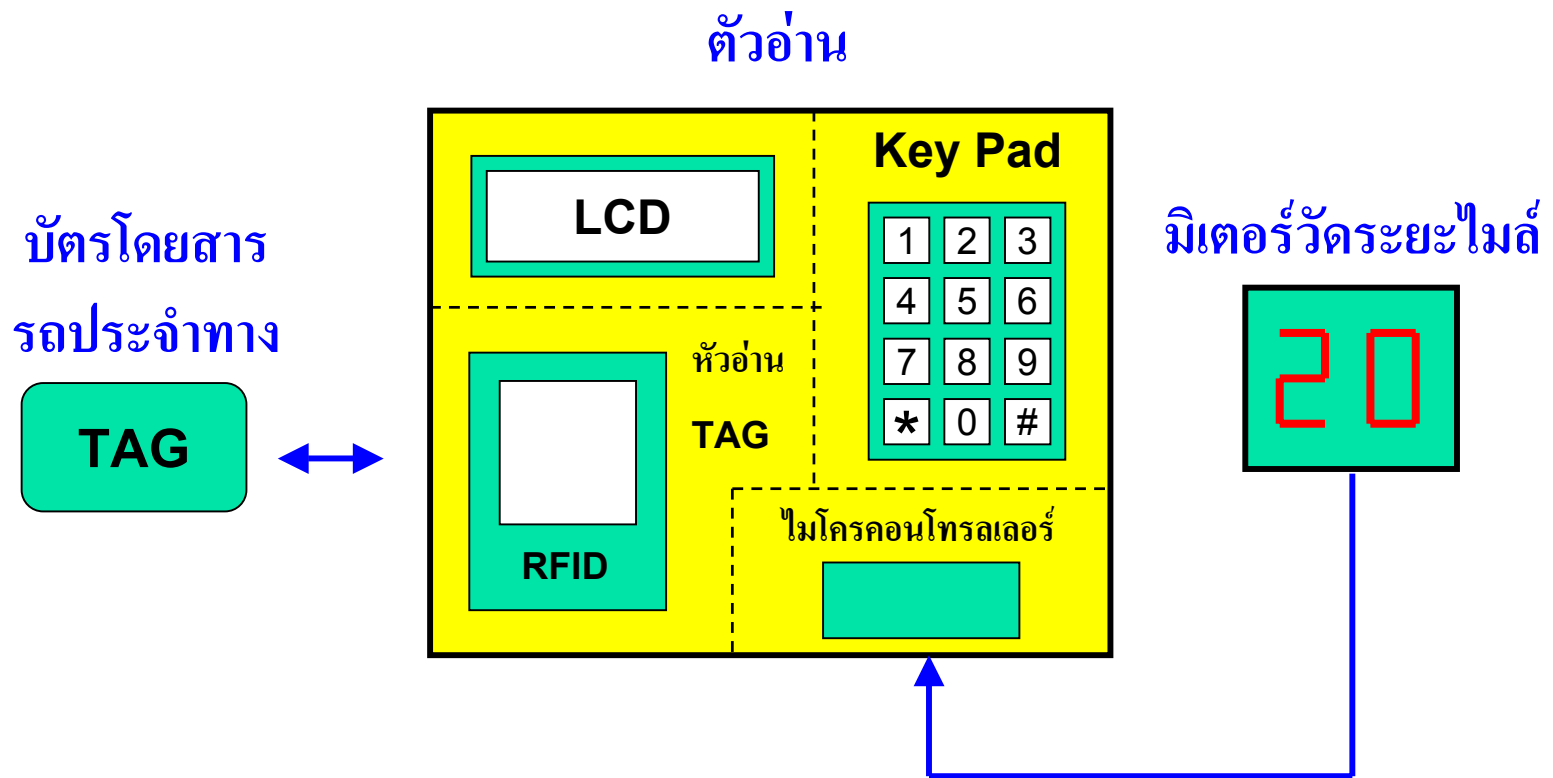 ตัวอ่าน
บัตรโดยสาร
รถประจำทาง
TAG
LCD
หัวอ่าน
TAG
RFID
Key Pad
1 2 3
4 5 6
7 8 9
* 0 #
ไมโครคอนโทรลเลอร์
มิเตอร์วัดระยะไมล์
20